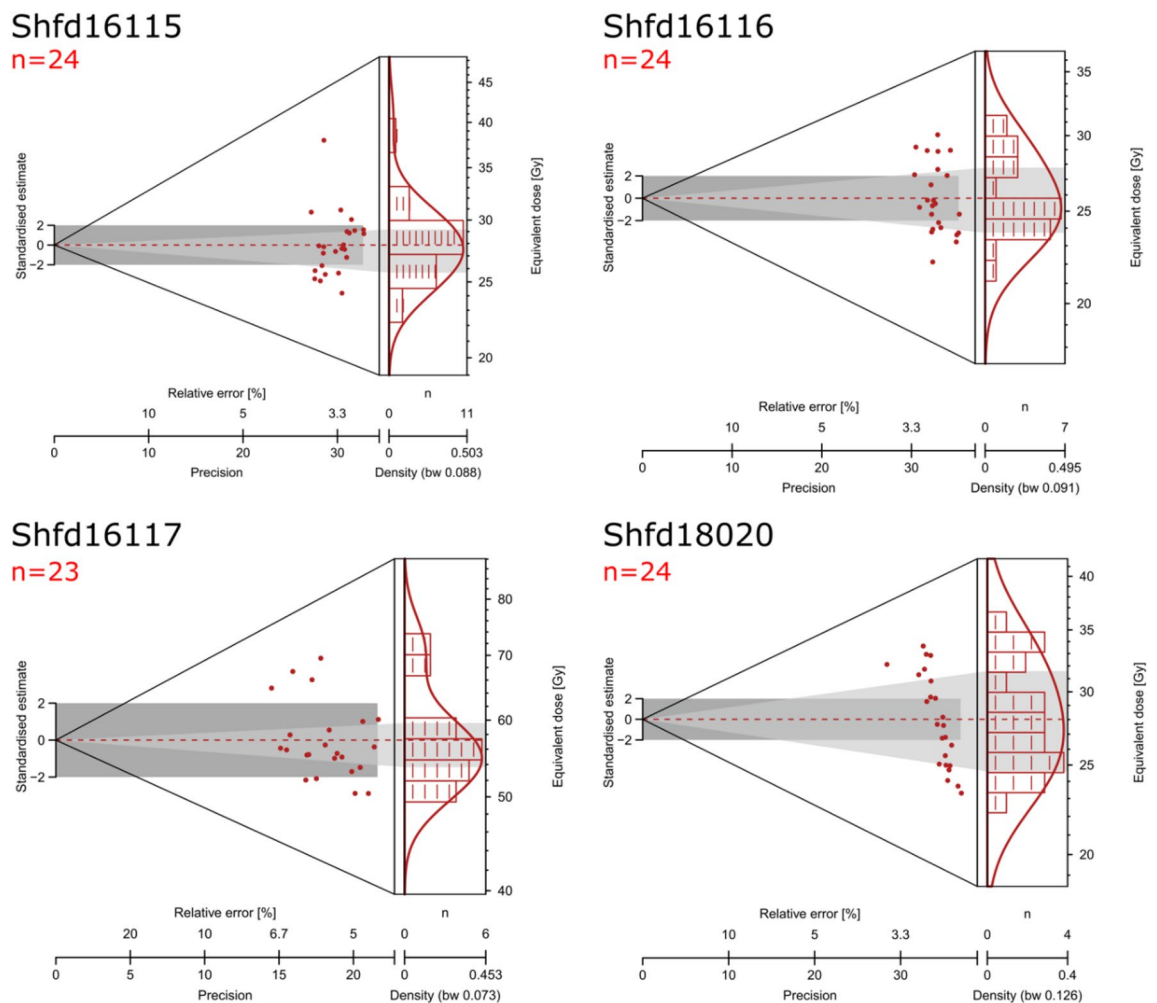 Shfd16115
n=24
Standardised estimate
2
0
−2
45
40
35
30
25
20
Equivalent dose [Gy]
Relative error [%]
n
10 5 3.3 0 11
0 10 20 30 0 0.503
Precision Density (bw 0.088)
Shfd16116
n=24
Standardised estimate
2
0
−2
35
30
25
20
Equivalent dose [Gy]
Relative error [%]
n
10 5 3.3 0 7
0 10 20 30 0 0.495
Precision Density (bw 0.091)
Shfd16117
n=23
Standardised estimate
2
0
−2
80
70
60
50
40
Equivalent dose [Gy]
Relative error [%]
n
20 10 6.7 5 0 6
0 5 10 15 20 0 0.453
Precision Density (bw 0.073)
Shfd18020
n=24
Standardised estimate
2
0
−2
40
35
30
25
20
Equivalent dose [Gy]
Relative error [%]
n
10 5 3.3 0 4
0 10 20 30 0 0.4
Precision Density (bw 0.126)